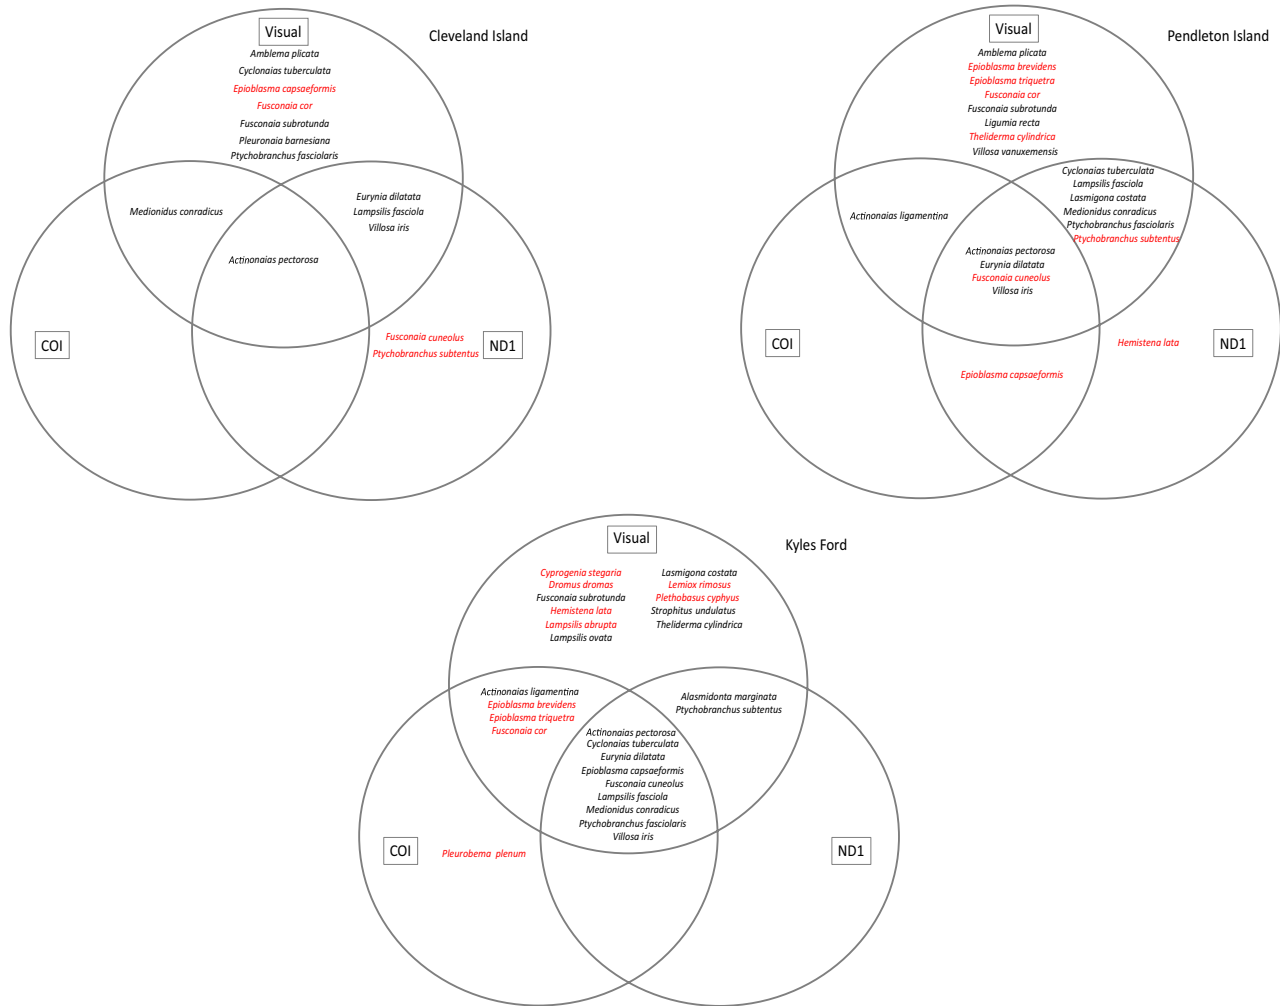 Cleveland Island
Visual
Amblema plicata
Cyclonaias tuberculata
Epioblasma capsaeformis
Fusconaia cor
Fusconaia subrotunda
Pleuronaia barnesiana
Ptychobranchus fasciolaris
Medionidus conradicus
Eurynia dilatata
Lampsilis fasciola
Villosa iris
Actinonaias pectorosa
COI
Fusconaia cuneolus
Ptychobranchus subtentus
ND1
Pendleton Island
Visual
Amblema plicata
Epioblasma brevidens
Epioblasma triquetra
Fusconaia cor
Fusconaia subrotunda
Ligumia recta
Theliderma cylindrica
Villosa vanuxemensis
Actinonaias ligamentina
Cyclonaias tuberculata
Lampsilis fasciola
Lasmigona costata
Medionidus conradicus
Ptychobranchus fasciolaris
Ptychobranchus subtentus
Actinonaias pectorosa
Eurynia dilatata
Fusconaia cuneolus
Villosa iris
COI
Hemistena lata
ND1
Epioblasma capsaeformis
Kyles Ford
Visual
Cyprogenia stegaria
Dromus dromas
Fusconaia subrotunda
Hemistena lata
Lampsilis abrupta
Lampsilis ovata
Lasmigona costata
Lemiox rimosus
Plethobasus cyphyus
Strophitus undulatus
Theliderma cylindrica
Actinonaias ligamentina
Epioblasma brevidens
Epioblasma triquetra
Fusconaia cor
Alasmidonta marginata
Ptychobranchus subtentus
Actinonaias pectorosa
Cyclonaias tuberculata
Eurynia dilatata
Epioblasma capsaeformis
Fusconaia cuneolus
Lampsilis fasciola
Medionidus conradicus
Ptychobranchus fasciolaris
Villosa iris
COI
Pleurobema plenum
ND1